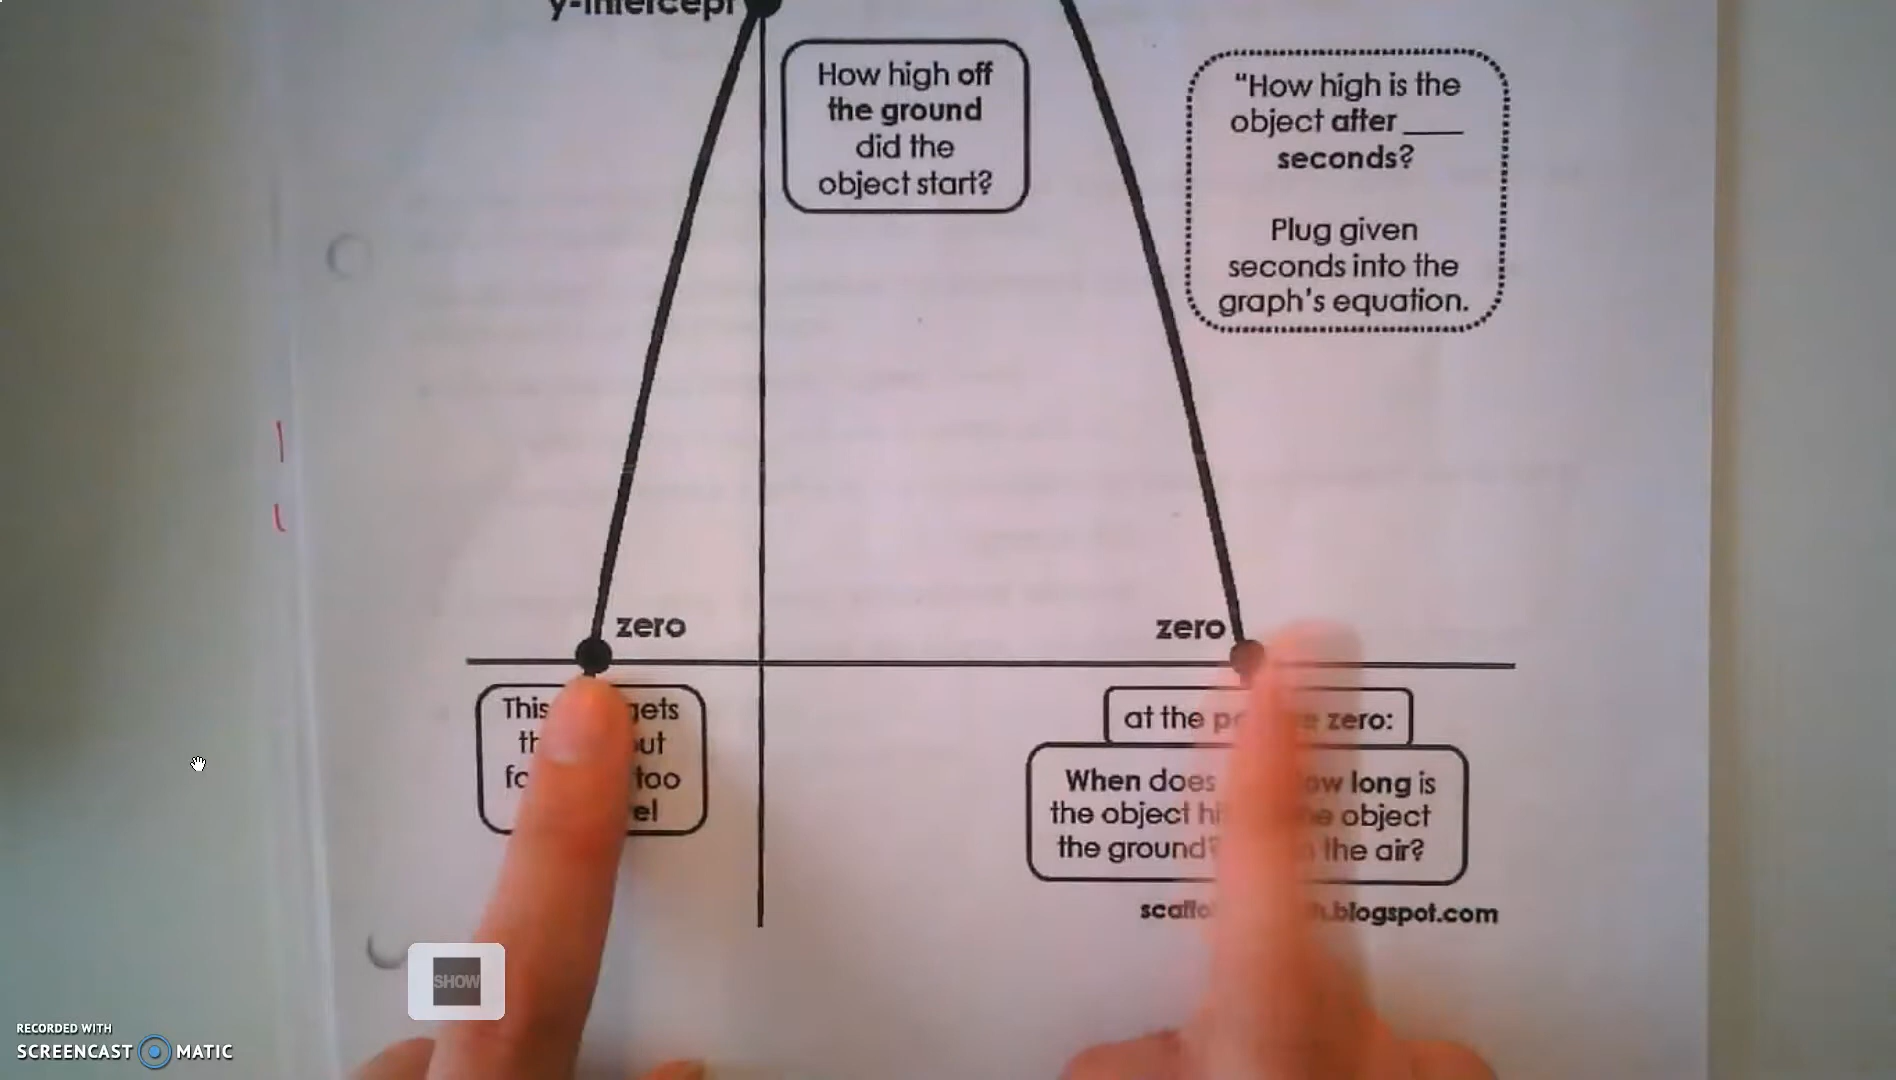 y-intercept
How high off
the ground
did the
object start?
"How high is the
object after ____
seconds?
Plug given
seconds into the
graph's equation.
zero
zero
This gets
out
too
at the zero:
When does long is
the object object
the ground? the air?
.blogspot.com
SHOW
RECORDED WITH
SCREENCAST MATIC